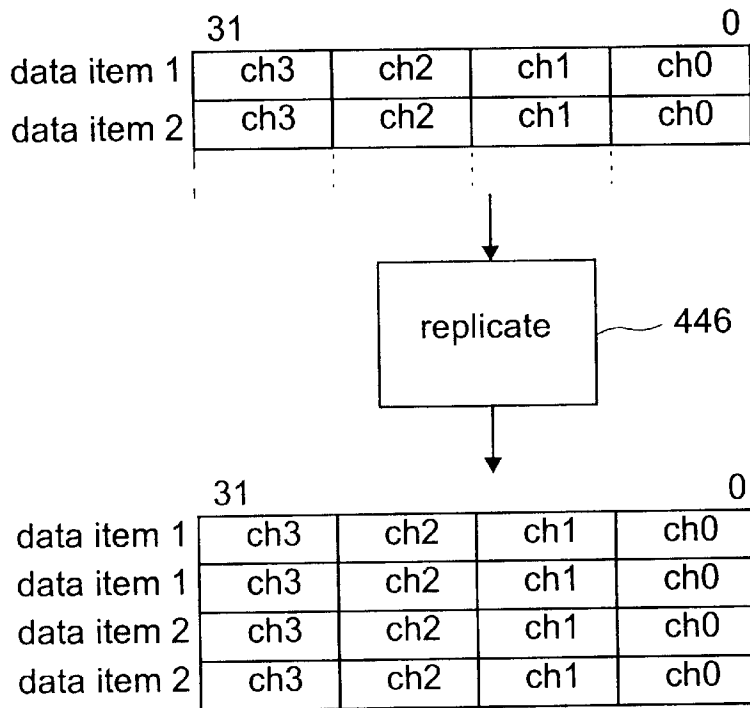 31 0
data item 1 ch3 ch2 ch1 ch0
data item 2 ch3 ch2 ch1 ch0
replicate 446
31 0
data item 1 ch3 ch2 ch1 ch0
data item 1 ch3 ch2 ch1 ch0
data item 2 ch3 ch2 ch1 ch0
data item 2 ch3 ch2 ch1 ch0